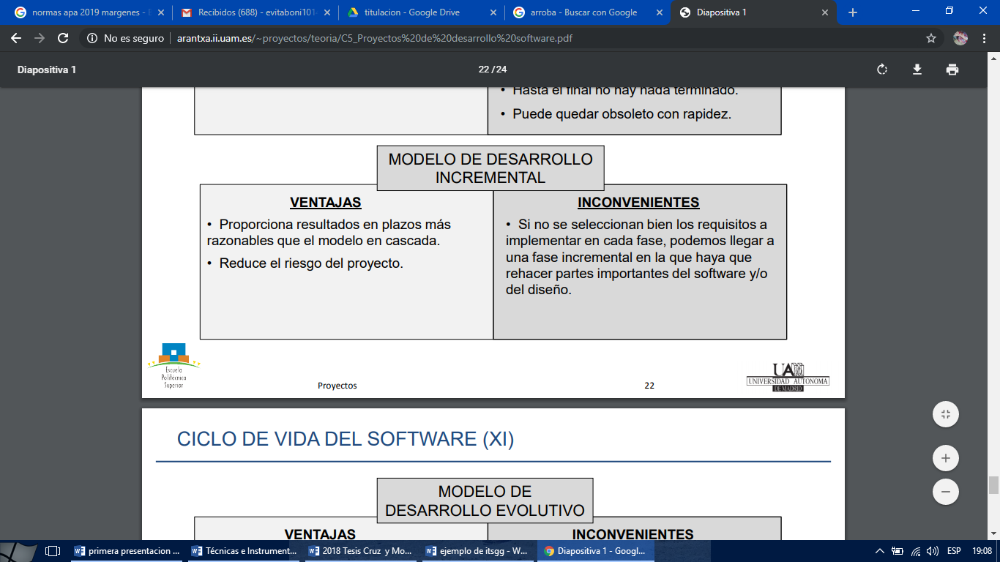 normas apa 2019 margenes - B
Recibidos (688) - evitaboni101
titulacion - Google Drive
arroba - Buscar con Google
Diapositiva 1
No es seguro
arantxa.ii.uam.es/~proyectos/teoria/C5_Proyectos%20de%20desarrollo%20software.pdf
Diapositiva 1
22 / 24
• Hasta el final no hay nada terminado.
• Puede quedar obsoleto con rapidez.
MODELO DE DESARROLLO
INCREMENTAL
VENTAJAS
• Proporciona resultados en plazos más
razonables que el modelo en cascada.
• Reduce el riesgo del proyecto.
INCONVENIENTES
• Si no se seleccionan bien los requisitos a
implementar en cada fase, podemos llegar a
una fase incremental en la que haya que
rehacer partes importantes del software y/o
del diseño.
Escuela
Politécnica
Superior
Proyectos
22
UAM
UNIVERSIDAD AUTONOMA
DE MADRID
CICLO DE VIDA DEL SOFTWARE (XI)
MODELO DE
DESARROLLO EVOLUTIVO
VENTAJAS
INCONVENIENTES
primera presentacion ...
Técnicas e Instrument...
2018 Tesis Cruz y Mo...
ejemplo de itsgg - W...
Diapositiva 1 - Googl...
ESP
19:08